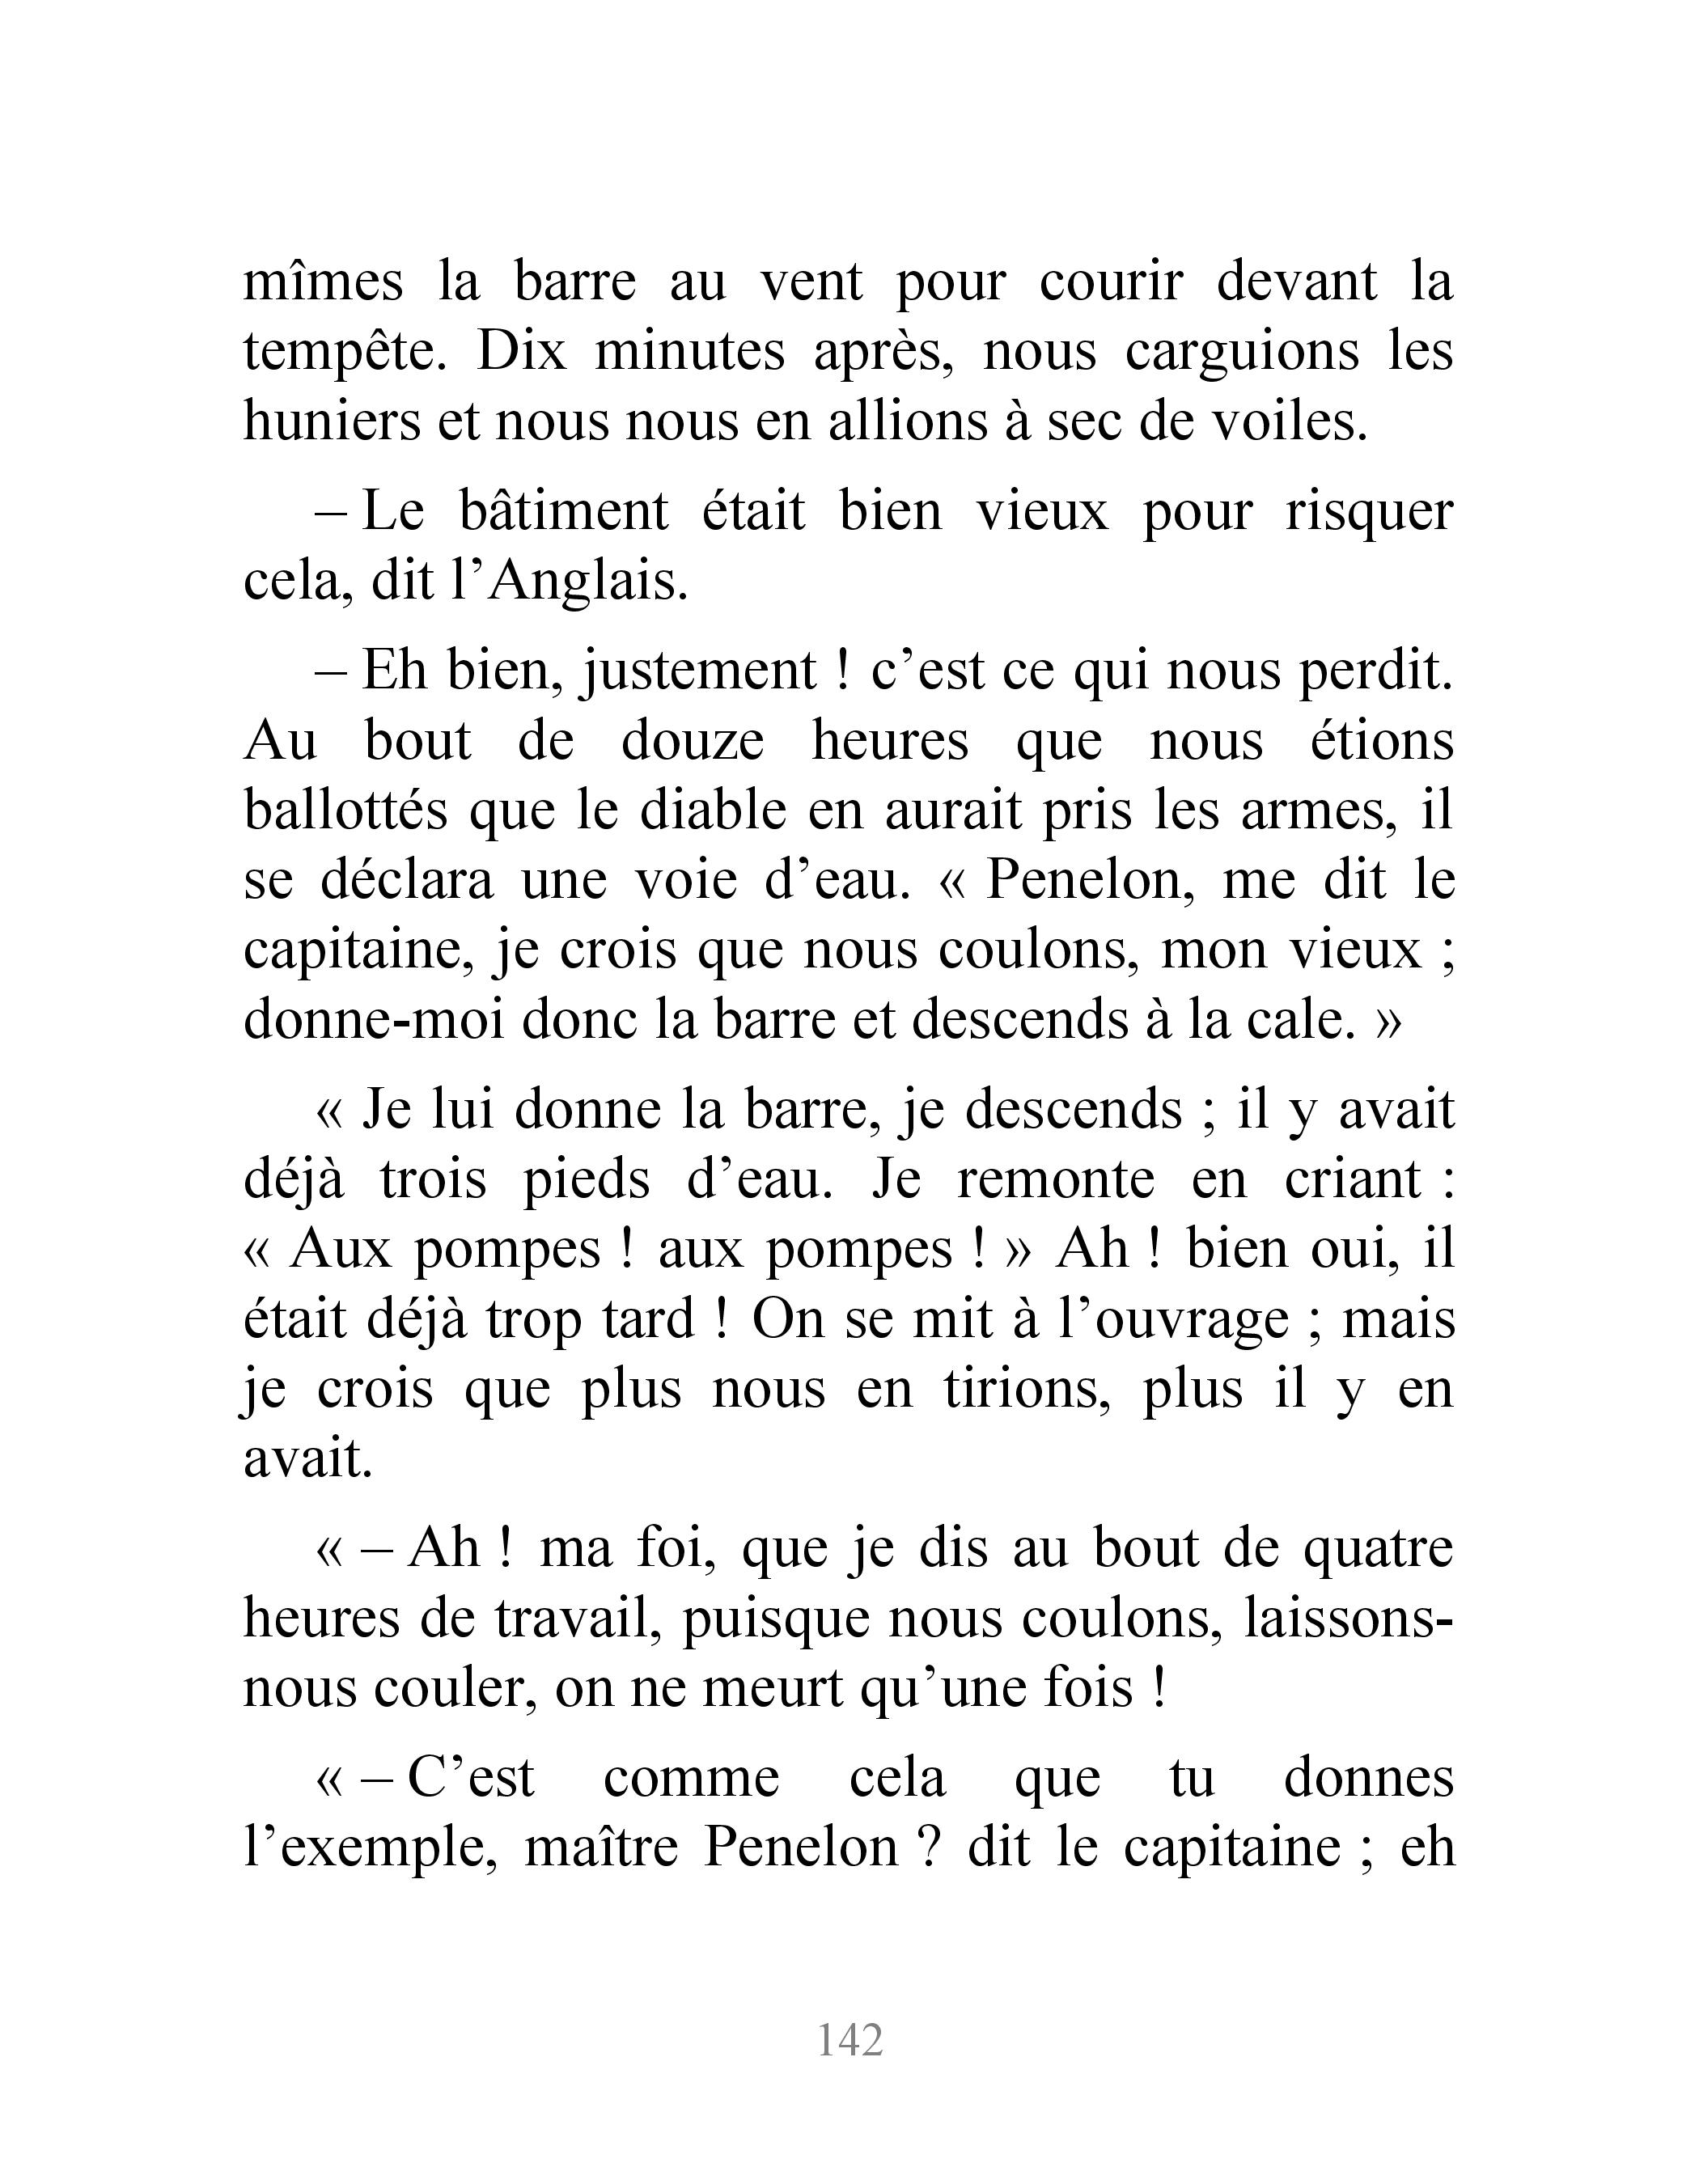 mîmes la barre au vent pour courir devant la
tempête. Dix minutes après, nous carguions les
huniers et nous nous en allions à sec de voiles.
– Le bâtiment était bien vieux pour risquer
cela, dit l’Anglais.
– Eh bien, justement ! c’est ce qui nous perdit.
Au bout de douze heures que nous étions
ballottés que le diable en aurait pris les armes, il
se déclara une voie d’eau. « Penelon, me dit le
capitaine, je crois que nous coulons, mon vieux ;
donne-moi donc la barre et descends à la cale. »
« Je lui donne la barre, je descends ; il y avait
déjà trois pieds d’eau. Je remonte en criant :
« Aux pompes ! aux pompes ! » Ah ! bien oui, il
était déjà trop tard ! On se mit à l’ouvrage ; mais
je crois que plus nous en tirions, plus il y en
avait.
« – Ah ! ma foi, que je dis au bout de quatre
heures de travail, puisque nous coulons, laissons-
nous couler, on ne meurt qu’une fois !
« – C’est comme cela que tu donnes
l’exemple, maître Penelon ? dit le capitaine ; eh
142